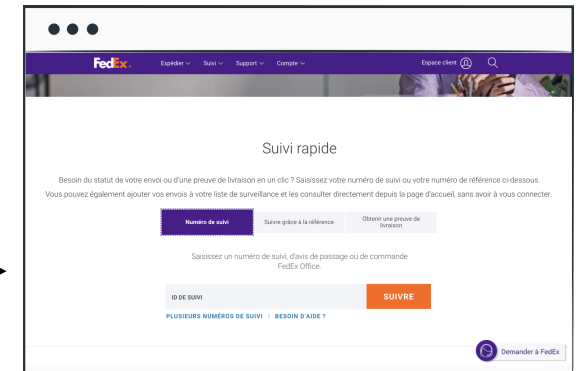 FedEx. Expédier Suivi Support Compte Espace client
Suivi rapide
Besoin du statut de votre envoi ou d'une preuve de livraison en un clic ? Saisissez votre numéro de suivi ou votre numéro de référence ci-dessous.
Vous pouvez également ajouter vos envois à votre liste de surveillance et les consulter directement depuis la page d'accueil, sans avoir à vous connecter.
Numéro de suivi
Suivre grâce à la référence
Obtenir une preuve de
livraison
Saisissez un numéro de suivi, d'avis de passage ou de commande
FedEx Office.
ID DE SUIVI
SUIVRE
PLUSIEURS NUMÉROS DE SUIVI | BESOIN D'AIDE ?
Demander à FedEx